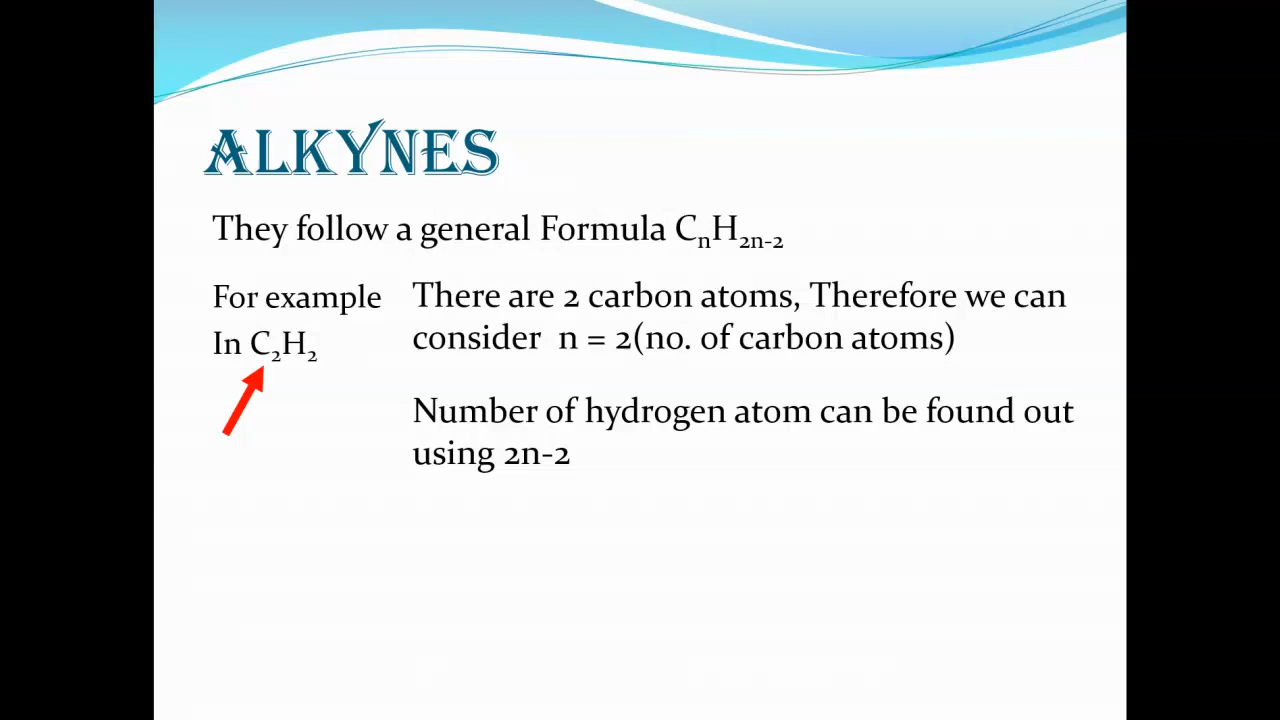 ALKYNES
They follow a general Formula CₙH₂ₙ₋₂
For example
In C₂H₂
There are 2 carbon atoms, Therefore we can
consider n = 2(no. of carbon atoms)
Number of hydrogen atom can be found out
using 2n-2